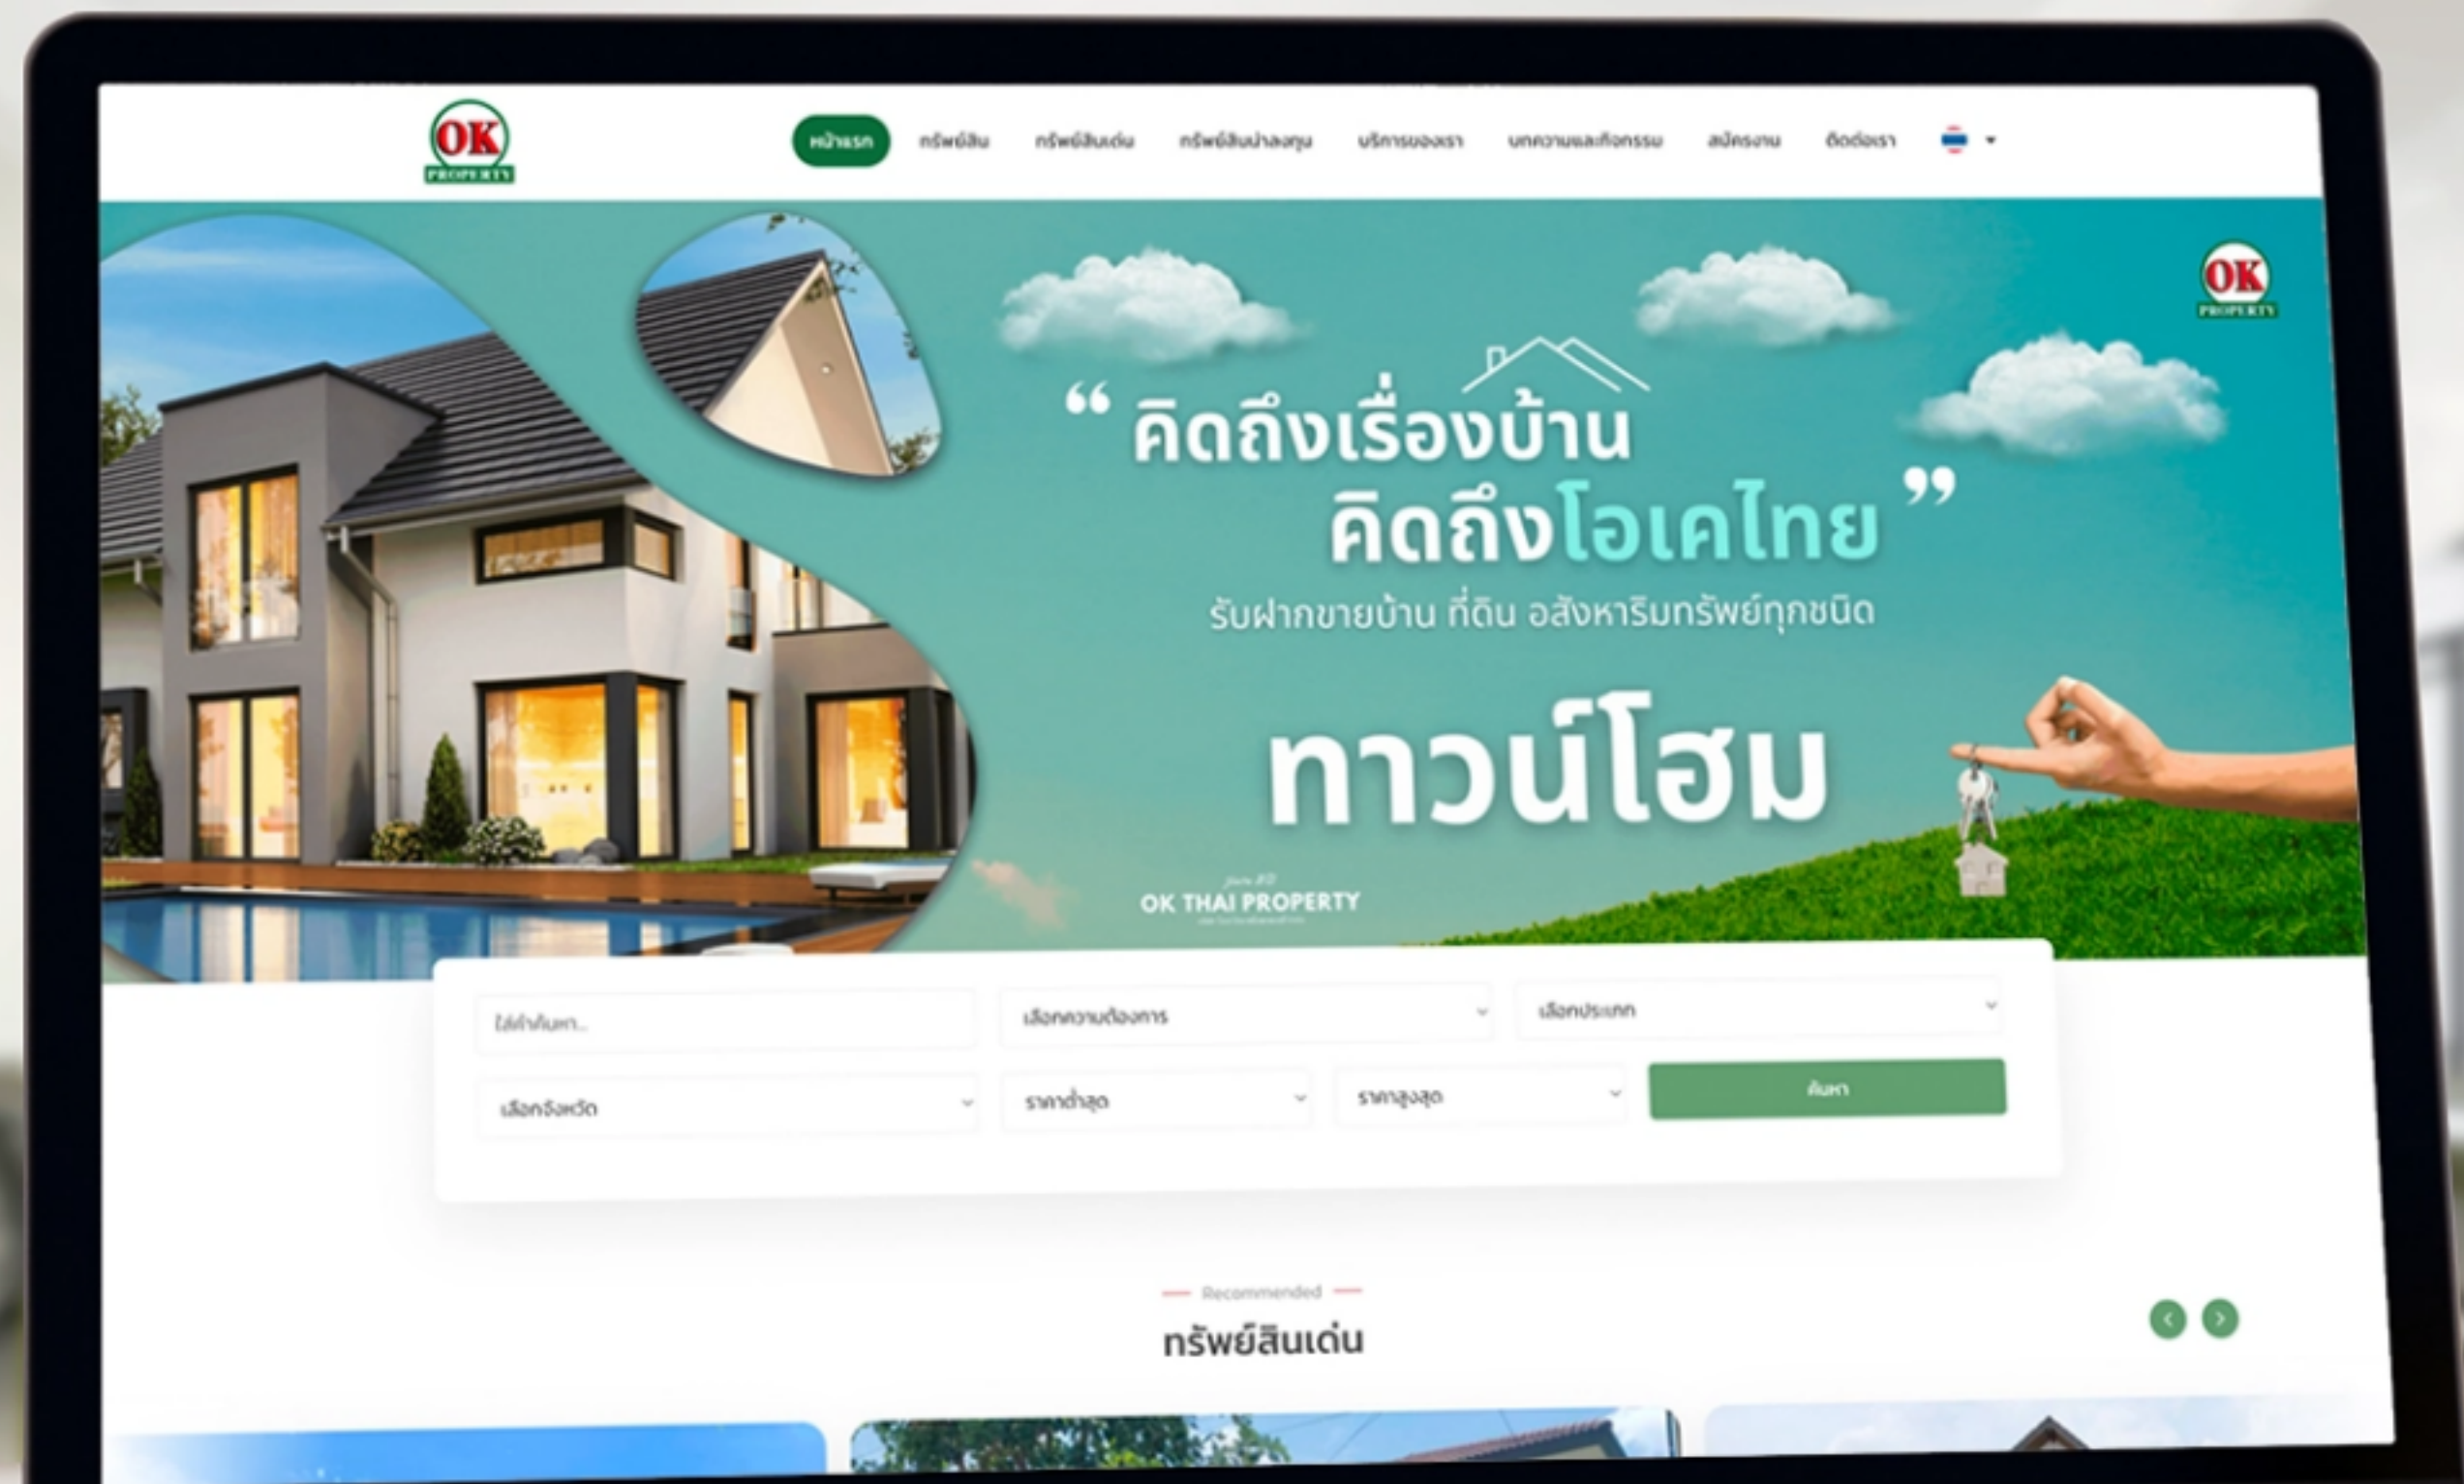 OK
PROPERTY
หน้าแรก ทรัพย์สิน ทรัพย์สินเด่น ทรัพย์สินน่าลงทุน บริการของเรา บทความและกิจกรรม สมัครงาน ติดต่อเรา
OK
PROPERTY
“ คิดถึงเรื่องบ้าน
คิดถึงโอเคไทย ”
รับฝากขายบ้าน ที่ดิน อสังหาริมทรัพย์ทุกชนิด
ทาวน์โฮม
OK THAI PROPERTY
ใส่คำค้นหา... เลือกความต้องการ เลือกประเภท
เลือกจังหวัด ราคาต่ำสุด ราคาสูงสุด ค้นหา
Recommended
ทรัพย์สินเด่น